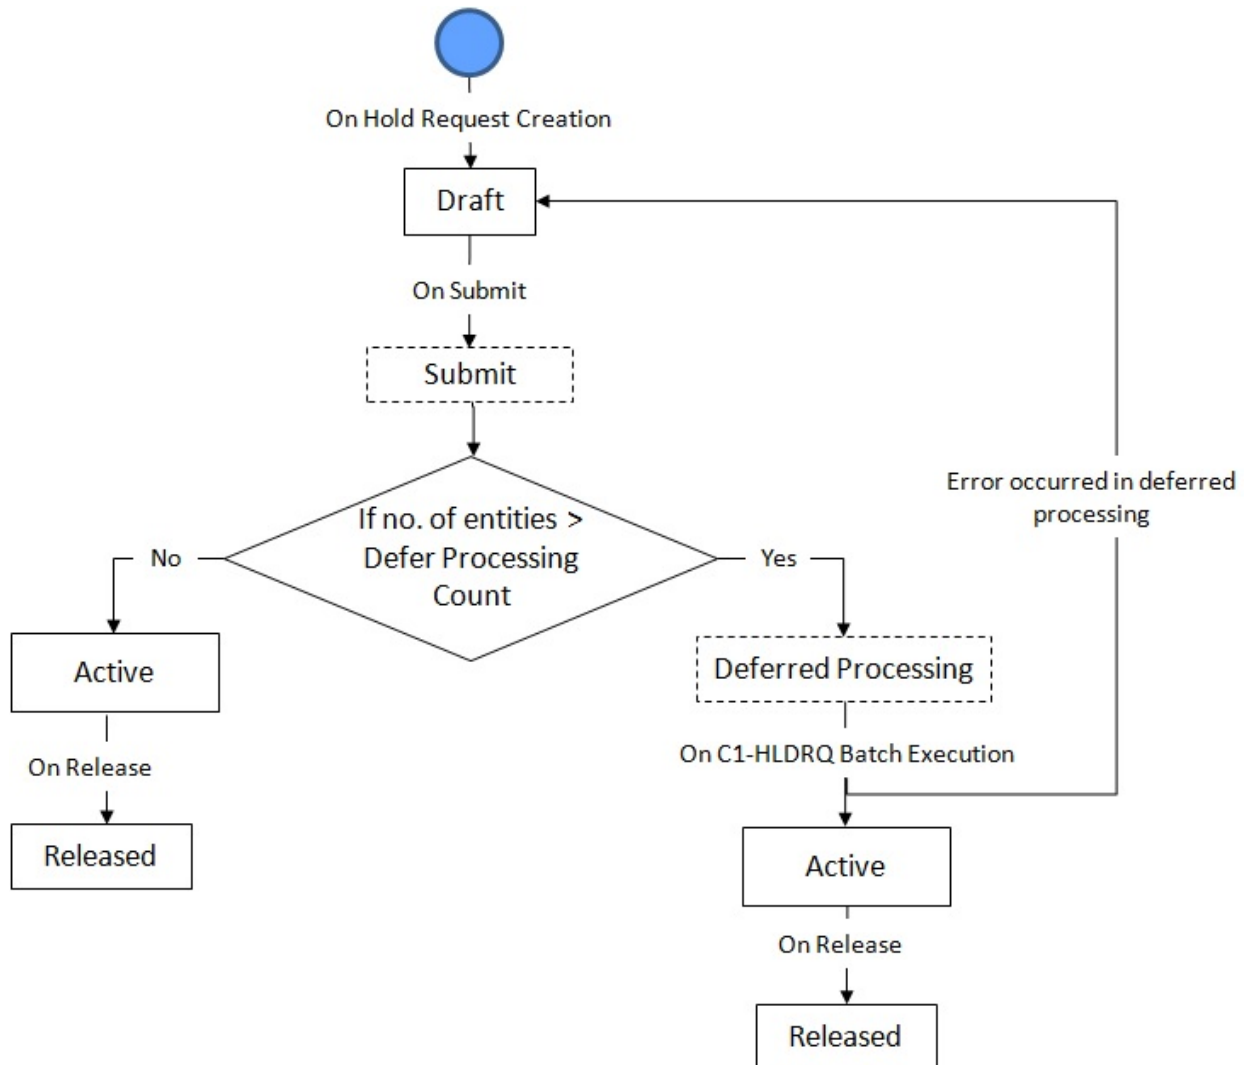 On Hold Request Creation
Draft
On Submit
Submit
If no. of entities >
Defer Processing
Count
No
Yes
Error occurred in deferred
processing
Active
On Release
Released
Deferred Processing
On C1-HLDRQ Batch Execution
Active
On Release
Released